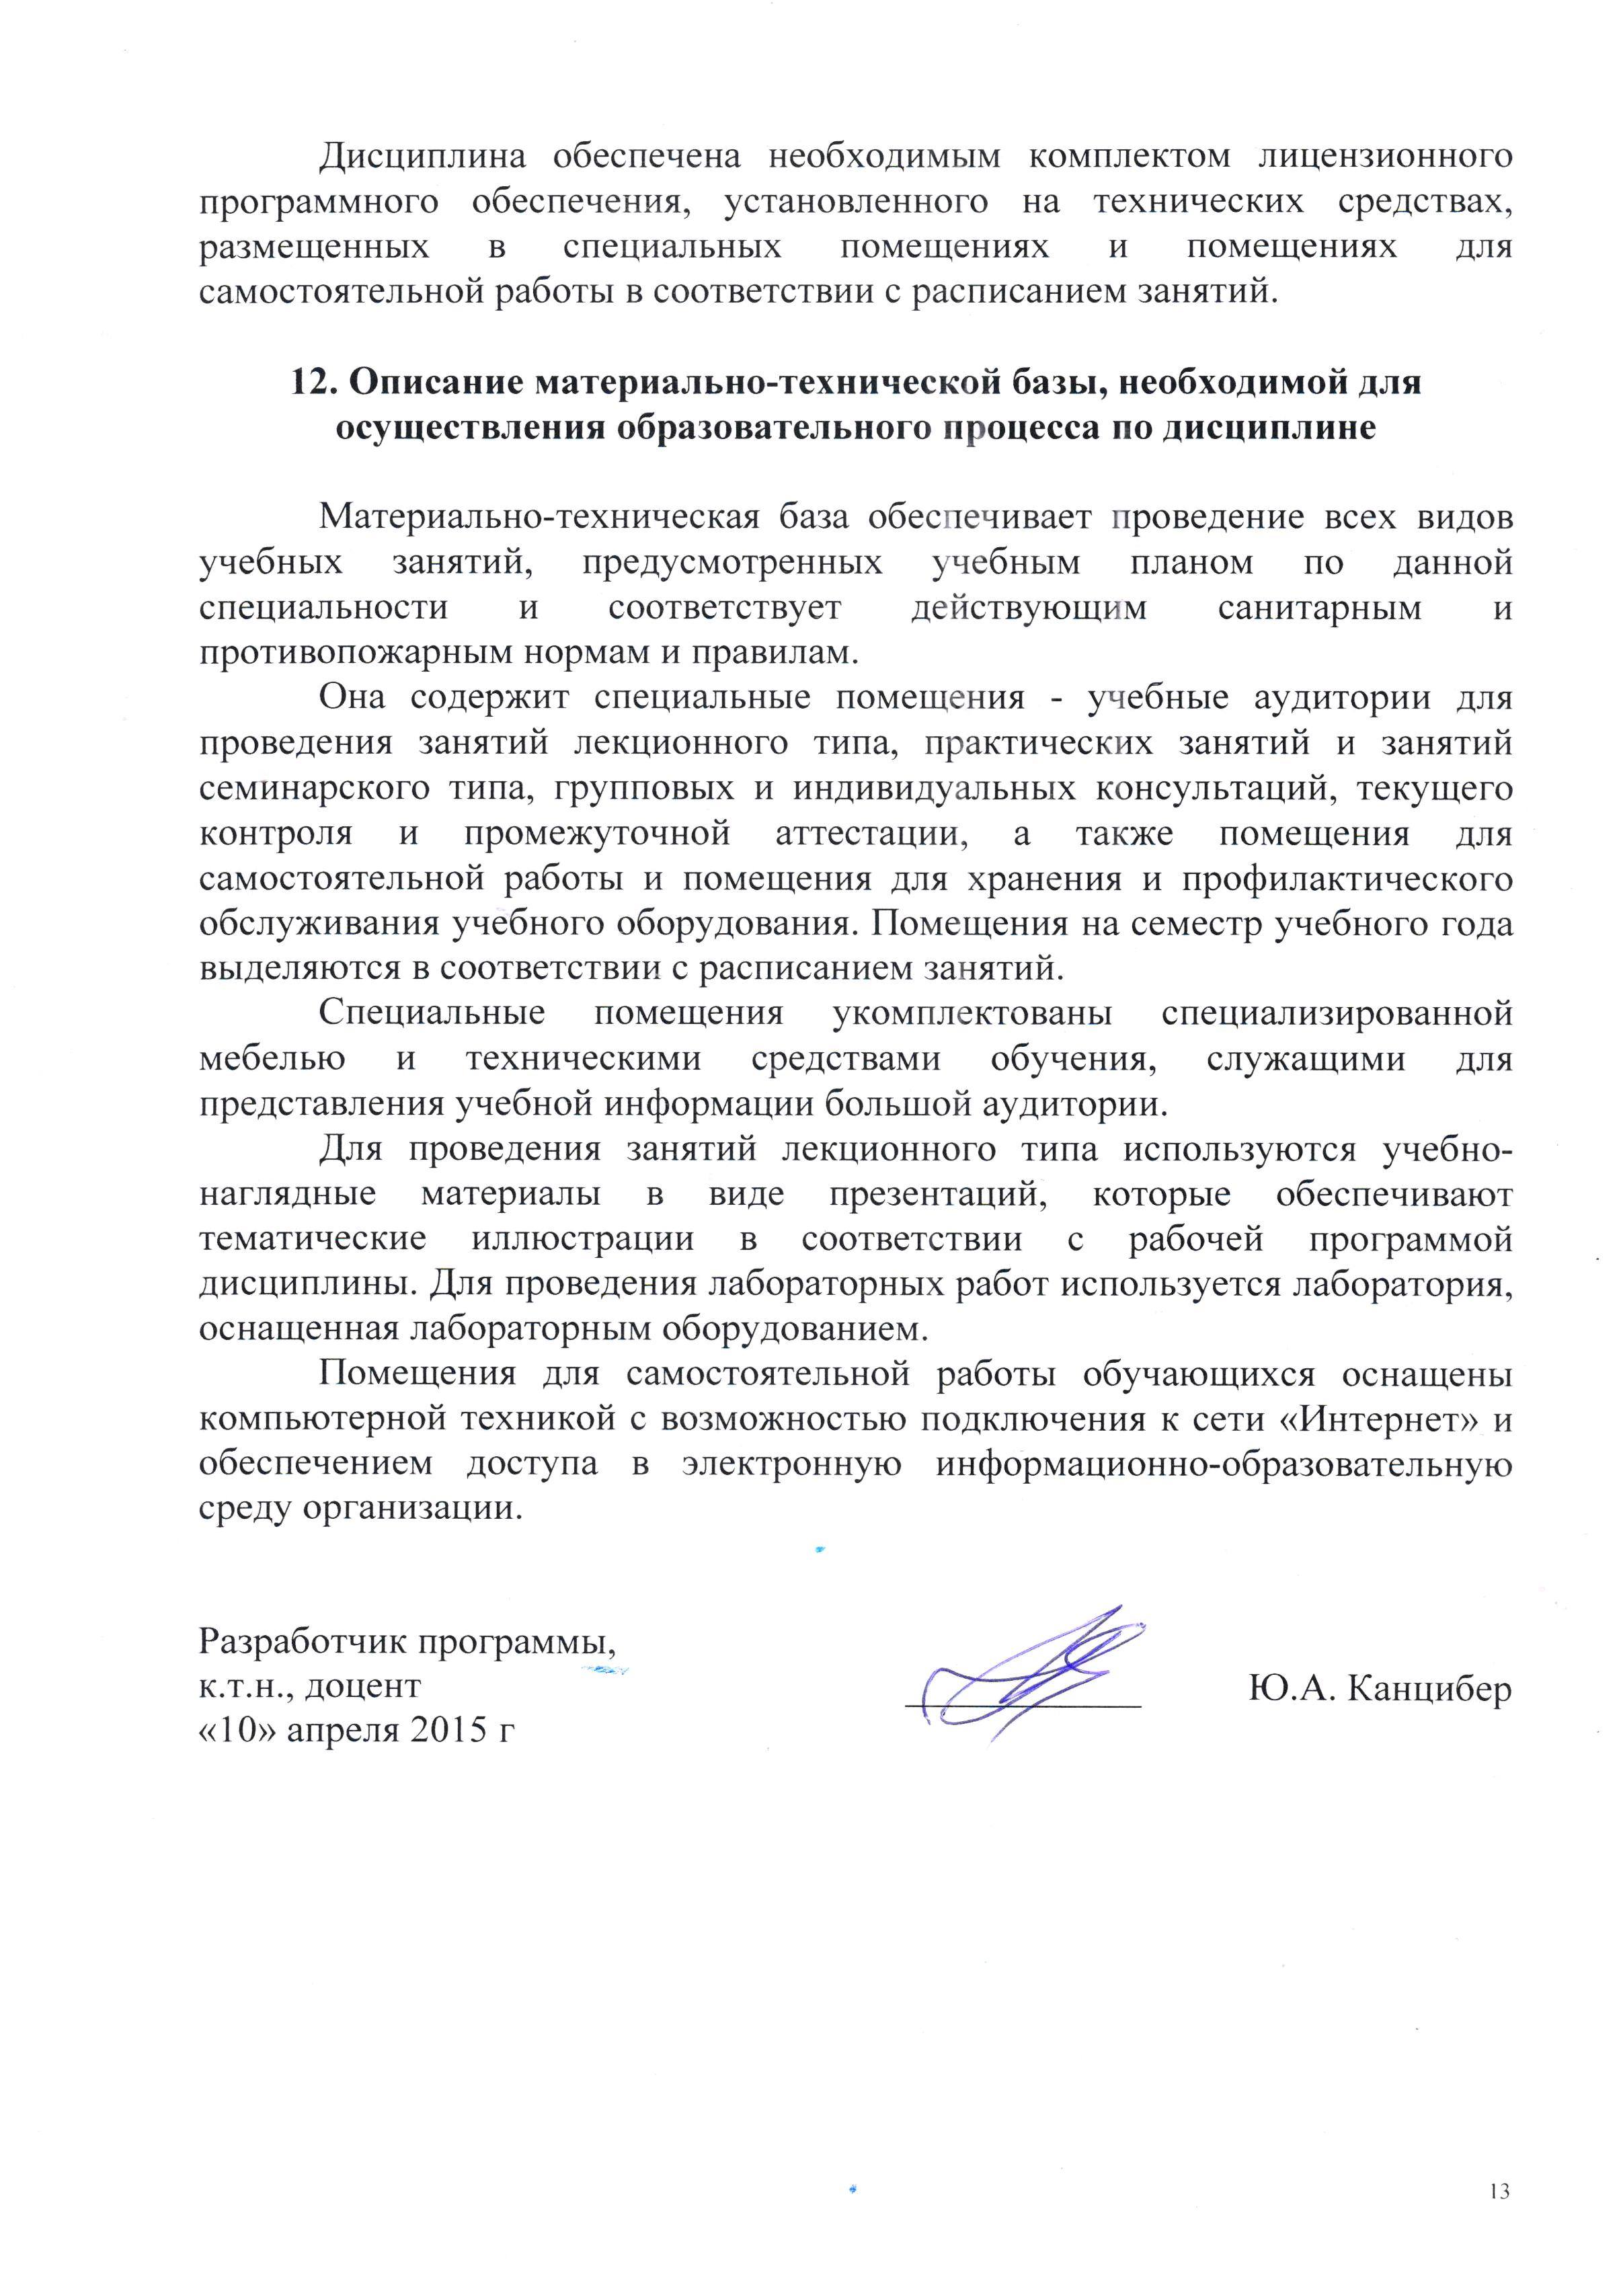 Дисциплина обеспечена необходимым комплектом лицензионного
программного обеспечения, установленного на технических средствах,
размещенных в специальных помещениях и помещениях для
самостоятельной работы в соответствии с расписанием занятий.
12. Описание материально-технической базы, необходимой для
осуществления образовательного процесса по дисциплине
Материально-техническая база обеспечивает проведение всех видов
учебных занятий, предусмотренных учебным планом по данной
специальности и соответствует действующим санитарным и
противопожарным нормам и правилам.
Она содержит специальные помещения - учебные аудитории для
проведения занятий лекционного типа, практических занятий и занятий
семинарского типа, групповых и индивидуальных консультаций, текущего
контроля и промежуточной аттестации, а также помещения для
самостоятельной работы и помещения для хранения и профилактического
обслуживания учебного оборудования. Помещения на семестр учебного года
выделяются в соответствии с расписанием занятий.
Специальные помещения укомплектованы специализированной
мебелью и техническими средствами обучения, служащими для
представления учебной информации большой аудитории.
Для проведения занятий лекционного типа используются учебно-
наглядные материалы в виде презентаций, которые обеспечивают
тематические иллюстрации в соответствии с рабочей программой
дисциплины. Для проведения лабораторных работ используется лаборатория,
оснащенная лабораторным оборудованием.
Помещения для самостоятельной работы обучающихся оснащены
компьютерной техникой с возможностью подключения к сети «Интернет» и
обеспечением доступа в электронную информационно-образовательную
среду организации.
Разработчик программы,
к.т.н., доцент
Ю.А. Канцибер
«10» апреля 2015 г
13